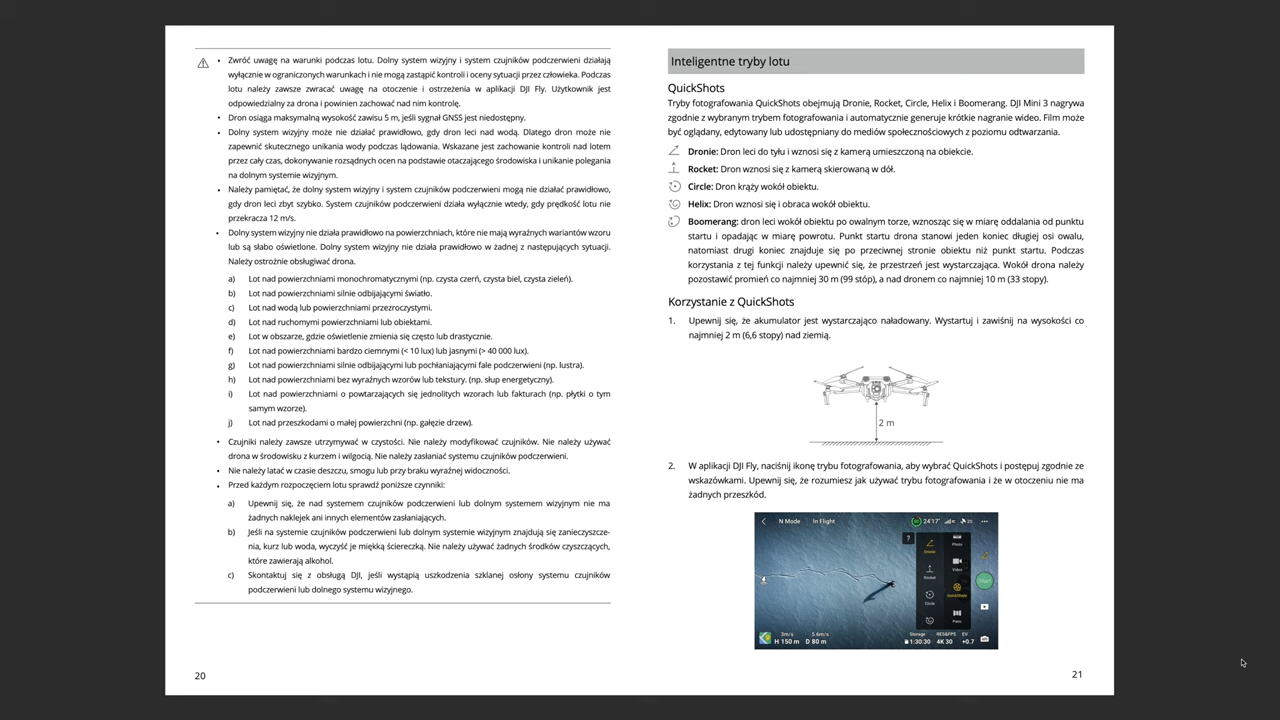 • Zwróć uwagę na warunki podczas lotu. Dolny system wizyjny i system czujników podczerwieni działają
wyłącznie w ograniczonych warunkach i nie mogą zastąpić kontroli i oceny sytuacji przez człowieka. Podczas
lotu należy zawsze zwracać uwagę na otoczenie i ostrzeżenia w aplikacji DJI Fly. Użytkownik jest
odpowiedzialny za drona i powinien zachować nad nim kontrolę.
• Dron osiąga maksymalną wysokość zawisu 5 m, jeśli sygnał GNSS jest niedostępny.
• Dolny system wizyjny może nie działać prawidłowo, gdy dron leci nad wodą. Dlatego dron może nie
zapewnić skutecznego unikania wody podczas lądowania. Wskazane jest zachowanie kontroli nad lotem
przez cały czas, dokonywanie rozsądnych ocen na podstawie otaczającego środowiska i unikanie polegania
na dolnym systemie wizyjnym.
• Należy pamiętać, że dolny system wizyjny i system czujników podczerwieni mogą nie działać prawidłowo,
gdy dron leci zbyt szybko. System czujników podczerwieni działa wyłącznie wtedy, gdy prędkość lotu nie
przekracza 12 m/s.
• Dolny system wizyjny nie działa prawidłowo na powierzchniach, które nie mają wyraźnych wariantów wzoru
lub są słabo oświetlone. Dolny system wizyjny nie działa prawidłowo w żadnej z następujących sytuacji.
Należy ostrożnie obsługiwać drona.
a) Lot nad powierzchniami monochromatycznymi (np. czysta czerń, czysta biel, czysta zieleń).
b) Lot nad powierzchniami silnie odbijającymi światło.
c) Lot nad wodą lub powierzchniami przezroczystymi.
d) Lot nad ruchomymi powierzchniami lub obiektami.
e) Lot w obszarze, gdzie oświetlenie zmienia się często lub drastycznie.
f) Lot nad powierzchniami bardzo ciemnymi (< 10 lux) lub jasnymi (> 40 000 lux).
g) Lot nad powierzchniami silnie odbijającymi lub pochłaniającymi fale podczerwieni (np. lustra).
h) Lot nad powierzchniami bez wyraźnych wzorów lub tekstury. (np. słup energetyczny).
i) Lot nad powierzchniami o powtarzających się jednolitych wzorach lub fakturach (np. płytki o tym
samym wzorze).
j) Lot nad przeszkodami o małej powierzchni (np. gałęzie drzew).
• Czujniki należy zawsze utrzymywać w czystości. Nie należy modyfikować czujników. Nie należy używać
drona w środowisku z kurzem i wilgocią. Nie należy zasłaniać systemu czujników podczerwieni.
• Nie należy latać w czasie deszczu, smogu lub przy braku wyraźnej widoczności.
• Przed każdym rozpoczęciem lotu sprawdź poniższe czynniki:
a) Upewnij się, że nad systemem czujników podczerwieni lub dolnym systemem wizyjnym nie ma
żadnych naklejek ani innych elementów zasłaniających.
b) Jeśli na systemie czujników podczerwieni lub dolnym systemie wizyjnym znajdują się zanieczyszcze-
nia, kurz lub woda, wyczyść je miękką ściereczką. Nie należy używać żadnych środków czyszczących,
które zawierają alkohol.
c) Skontaktuj się z obsługą DJI, jeśli wystąpią uszkodzenia szklanej osłony systemu czujników
podczerwieni lub dolnego systemu wizyjnego.
20
Inteligentne tryby lotu
QuickShots
Tryby fotografowania QuickShots obejmują Dronie, Rocket, Circle, Helix i Boomerang. DJI Mini 3 nagrywa
zgodnie z wybranym trybem fotografowania i automatycznie generuje krótkie nagranie wideo. Film może
być oglądany, edytowany lub udostępniany do mediów społecznościowych z poziomu odtwarzania.
Dronie: Dron leci do tyłu i wznosi się z kamerą umieszczoną na obiekcie.
Rocket: Dron wznosi się z kamerą skierowaną w dół.
Circle: Dron krąży wokół obiektu.
Helix: Dron wznosi się i obraca wokół obiektu.
Boomerang: dron leci wokół obiektu po owalnym torze, wznosząc się w miarę oddalania od punktu
startu i opadając w miarę powrotu. Punkt startu drona stanowi jeden koniec długiej osi owalu,
natomiast drugi koniec znajduje się po przeciwnej stronie obiektu niż punkt startu. Podczas
korzystania z tej funkcji należy upewnić się, że przestrzeń jest wystarczająca. Wokół drona należy
pozostawić promień co najmniej 30 m (99 stóp), a nad dronem co najmniej 10 m (33 stopy).
Korzystanie z QuickShots
1. Upewnij się, że akumulator jest wystarczająco naładowany. Wystartuj i zawiśnij na wysokości co
najmniej 2 m (6,6 stopy) nad ziemią.
2 m
2. W aplikacji DJI Fly, naciśnij ikonę trybu fotografowania, aby wybrać QuickShots i postępuj zgodnie ze
wskazówkami. Upewnij się, że rozumiesz jak używać trybu fotografowania i że w otoczeniu nie ma
żadnych przeszkód.
N Mode In Flight 24'17" 20
?
Dronie
Rocket
Circle
Photo
Video
QuickShots
Pano
Start
3m/s 5.6m/s
H 150 m D 80 m
Storage RES&FPS EV
1:30:30 4K 30 +0.7
21